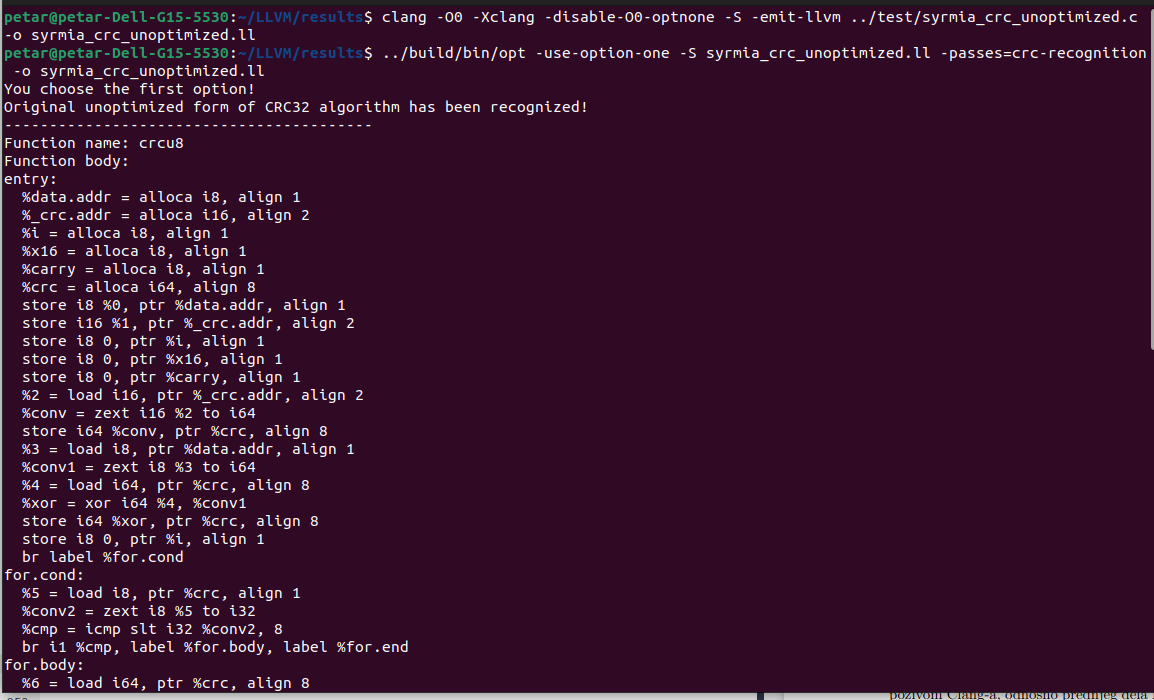 petar@petar-Dell-G15-5530:~/LLVM/results$ clang -O0 -Xclang -disable-O0-optnone -S -emit-llvm ../test/syrmia_crc_unoptimized.c
-o syrmia_crc_unoptimized.ll
petar@petar-Dell-G15-5530:~/LLVM/results$ ../build/bin/opt -use-option-one -S syrmia_crc_unoptimized.ll -passes=crc-recognition
 -o syrmia_crc_unoptimized.ll
You choose the first option!
Original unoptimized form of CRC32 algorithm has been recognized!
-----------------------------------------
Function name: crcu8
Function body:
entry:
  %data.addr = alloca i8, align 1
  %_crc.addr = alloca i16, align 2
  %i = alloca i8, align 1
  %x16 = alloca i8, align 1
  %carry = alloca i8, align 1
  %crc = alloca i64, align 8
  store i8 %0, ptr %data.addr, align 1
  store i16 %1, ptr %_crc.addr, align 2
  store i8 0, ptr %i, align 1
  store i8 0, ptr %x16, align 1
  store i8 0, ptr %carry, align 1
  %2 = load i16, ptr %_crc.addr, align 2
  %conv = zext i16 %2 to i64
  store i64 %conv, ptr %crc, align 8
  %3 = load i8, ptr %data.addr, align 1
  %conv1 = zext i8 %3 to i64
  %4 = load i64, ptr %crc, align 8
  %xor = xor i64 %4, %conv1
  store i64 %xor, ptr %crc, align 8
  store i8 0, ptr %i, align 1
  br label %for.cond
for.cond:
  %5 = load i8, ptr %crc, align 1
  %conv2 = zext i8 %5 to i32
  %cmp = icmp slt i32 %conv2, 8
  br i1 %cmp, label %for.body, label %for.end
for.body:
  %6 = load i64, ptr %crc, align 8
pozivom Clang-a, odnosno prednjeg dela